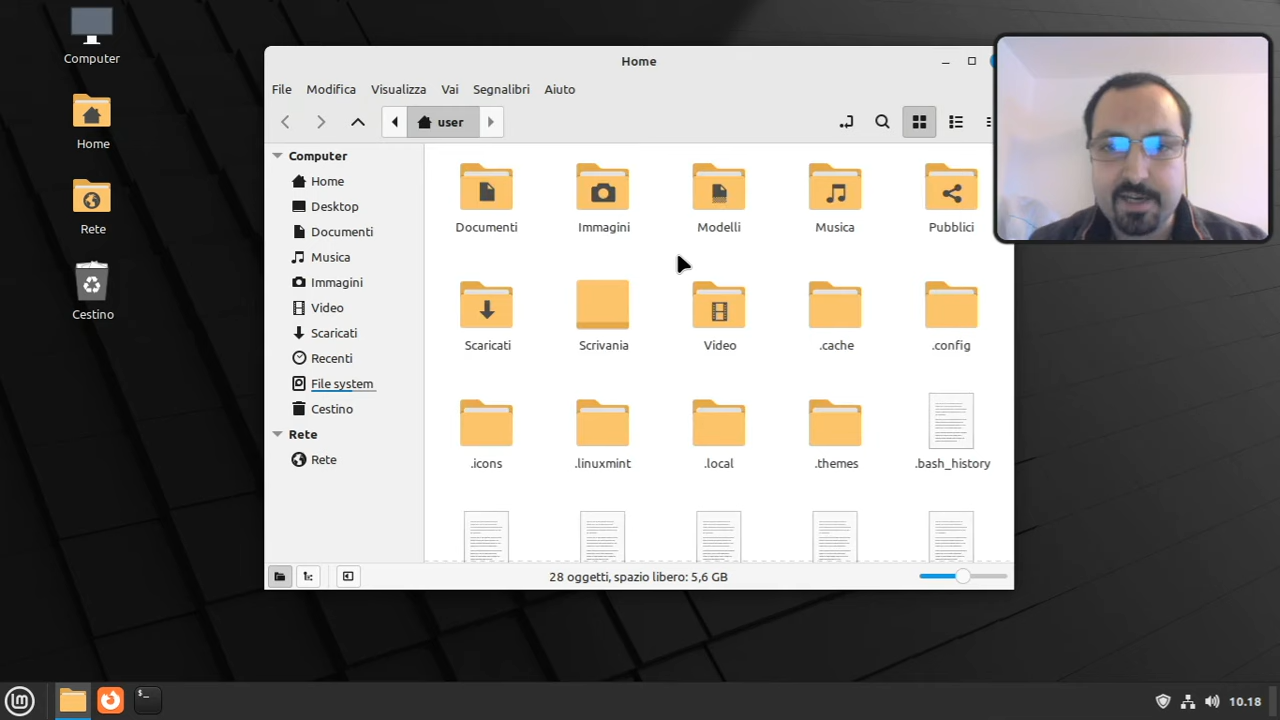 Computer
Home
Rete
Cestino
Home
File Modifica Visualizza Vai Segnalibri Aiuto
user
Computer
Home
Desktop
Documenti
Musica
Immagini
Video
Scaricati
Recenti
File system
Cestino
Rete
Rete
Documenti Immagini Modelli Musica Pubblici
Scaricati Scrivania Video .cache .config
.icons .linuxmint .local .themes .bash_history
28 oggetti, spazio libero: 5,6 GB
10.18